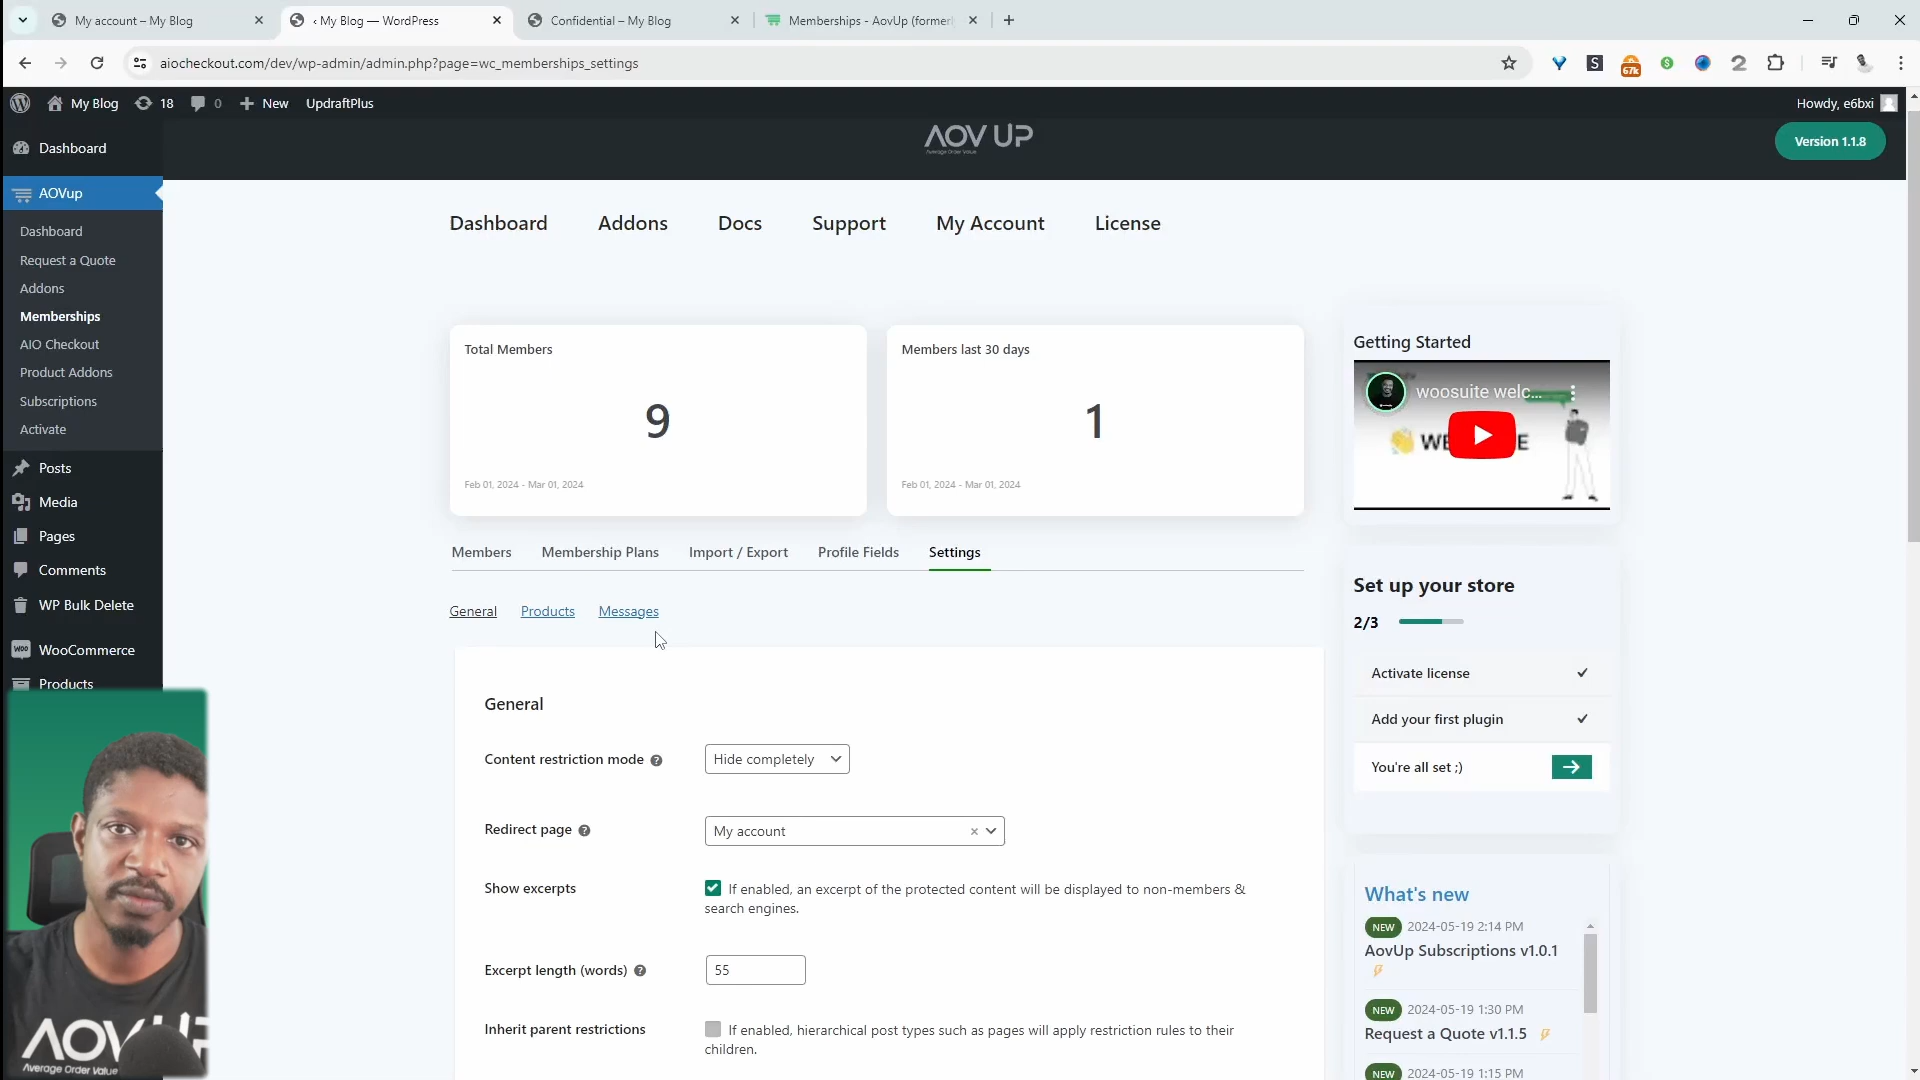 My account – My Blog
‹ My Blog — WordPress
Confidential – My Blog
Memberships - AovUp (former
aiocheckout.com/dev/wp-admin/admin.php?page=wc_memberships_settings
S
67k
2
My Blog
18
0
New
UpdraftPlus
Howdy, e6bxi
Dashboard
AOVup
Dashboard
Request a Quote
Addons
Memberships
AIO Checkout
Product Addons
Subscriptions
Activate
Posts
Media
Pages
Comments
WP Bulk Delete
WOO
WooCommerce
Products
AOV UP
Average Order Value
Version 1.1.8
Dashboard
Addons
Docs
Support
My Account
License
Total Members
9
Feb 01, 2024 - Mar 01, 2024
Members last 30 days
1
Feb 01, 2024 - Mar 01, 2024
Members
Membership Plans
Import / Export
Profile Fields
Settings
General
Products
Messages
General
Content restriction mode
Hide completely
Redirect page
My account
Show excerpts
If enabled, an excerpt of the protected content will be displayed to non-members &
search engines.
Excerpt length (words)
55
Inherit parent restrictions
If enabled, hierarchical post types such as pages will apply restriction rules to their
children.
Getting Started
woosuite welc...
WE
E
Set up your store
2/3
Activate license
Add your first plugin
You're all set ;)
What's new
NEW
2024-05-19 2:14 PM
AovUp Subscriptions v1.0.1
NEW
2024-05-19 1:30 PM
Request a Quote v1.1.5
NEW
2024-05-19 1:15 PM
AOV UP
Average Order Value